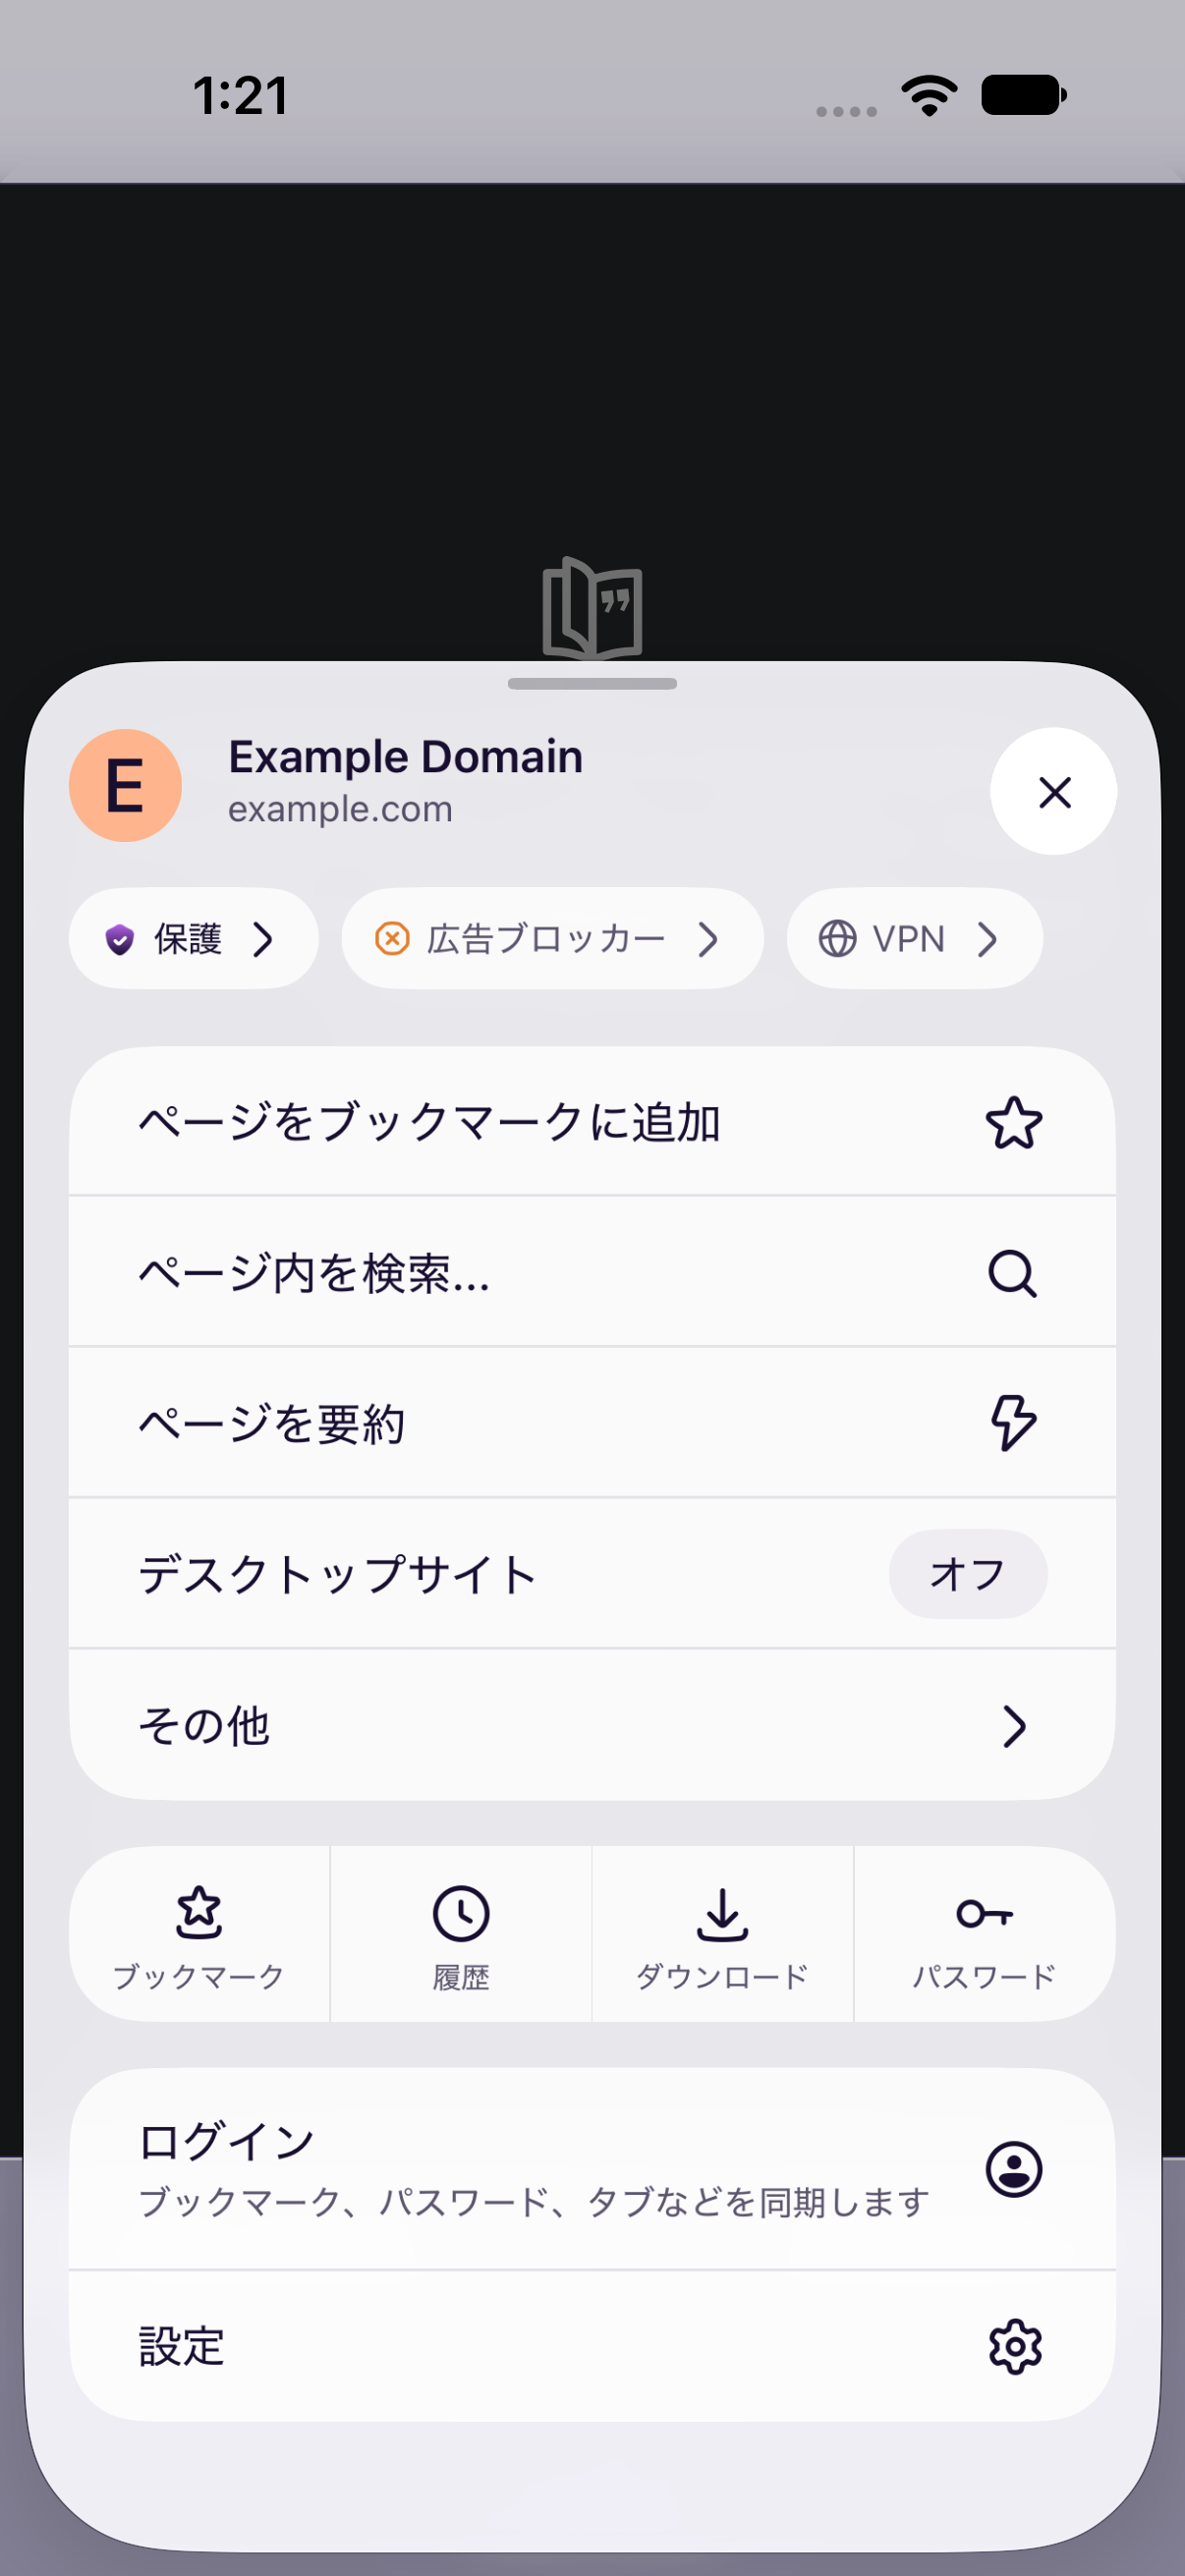 1:21
E
Example Domain
example.com
保護
広告ブロッカー
VPN
ページをブックマークに追加
ページ内を検索...
ページを要約
デスクトップサイト
オフ
その他
ブックマーク
履歴
ダウンロード
パスワード
ログイン
ブックマーク、パスワード、タブなどを同期します
設定